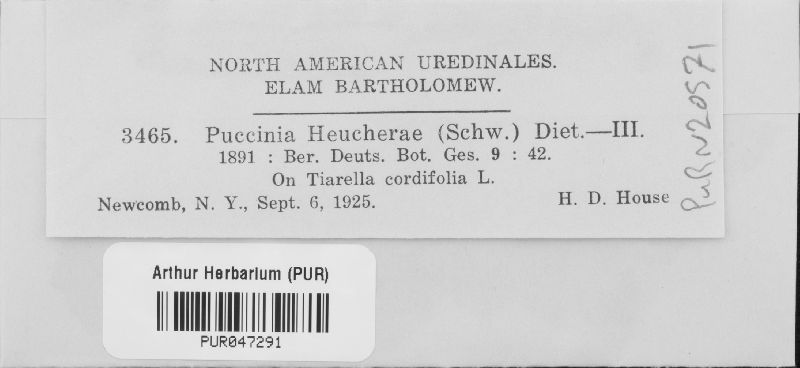 NORTH AMERICAN UREDINALES.
ELAM BARTHOLOMEW.
3465. Puccinia Heucherae (Schw.) Diet.—III.
1891 : Ber. Deuts. Bot. Ges. 9 : 42.
On Tiarella cordifolia L.
Newcomb, N. Y., Sept. 6, 1925. H. D. House
PUR N20571
Arthur Herbarium (PUR)
PUR047291